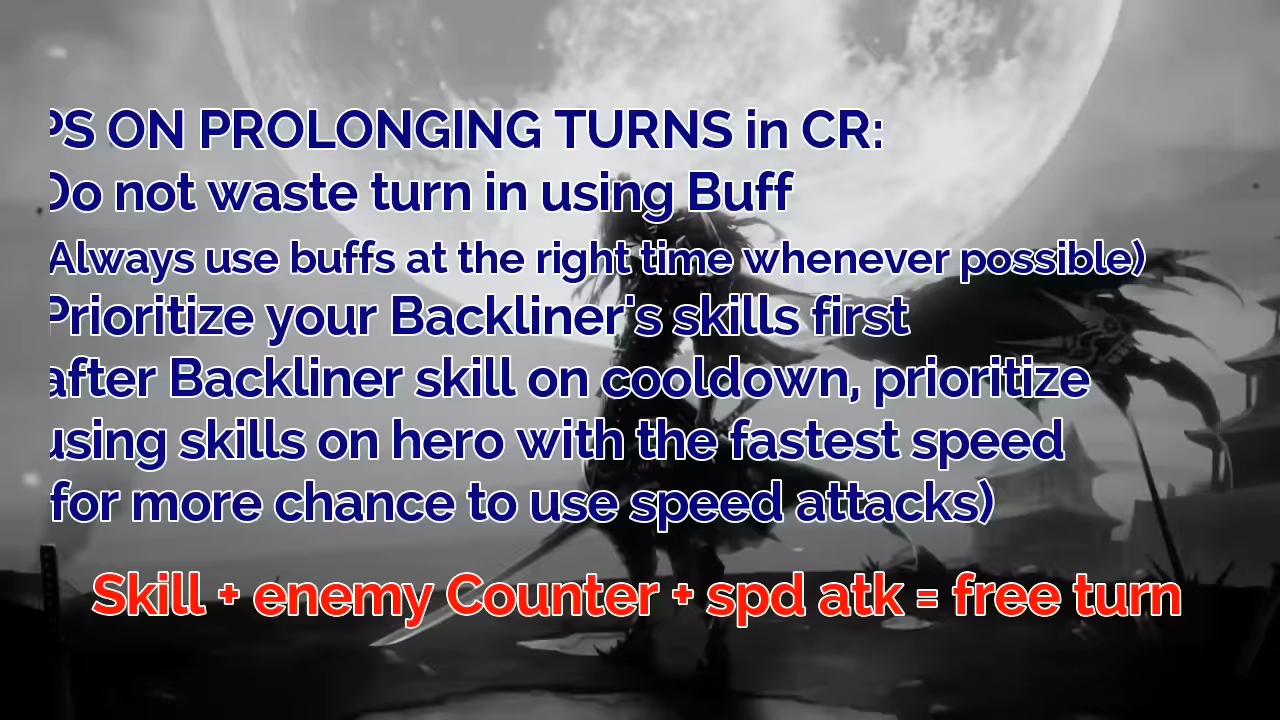 PS ON PROLONGING TURNS in CR:
Do not waste turn in using Buff
Always use buffs at the right time whenever possible)
Prioritize your Backliner's skills first
after Backliner skill on cooldown, prioritize
using skills on hero with the fastest speed
for more chance to use speed attacks)
Skill + enemy Counter + spd atk = free turn